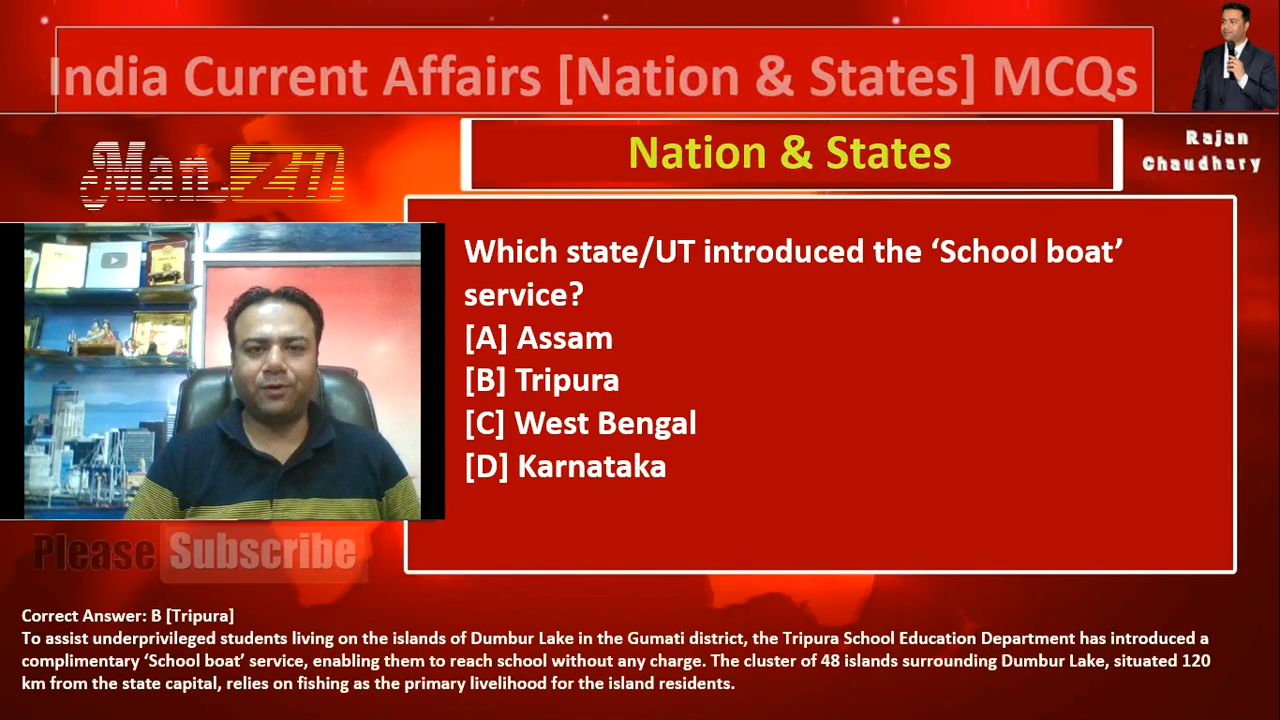 India Current Affairs [Nation & States] MCQs
Nation & States
Rajan
Chaudhary
Which state/UT introduced the ‘School boat’
service?
[A] Assam
[B] Tripura
[C] West Bengal
[D] Karnataka
Please Subscribe
Correct Answer: B [Tripura]
To assist underprivileged students living on the islands of Dumbur Lake in the Gumati district, the Tripura School Education Department has introduced a
complimentary ‘School boat’ service, enabling them to reach school without any charge. The cluster of 48 islands surrounding Dumbur Lake, situated 120
km from the state capital, relies on fishing as the primary livelihood for the island residents.